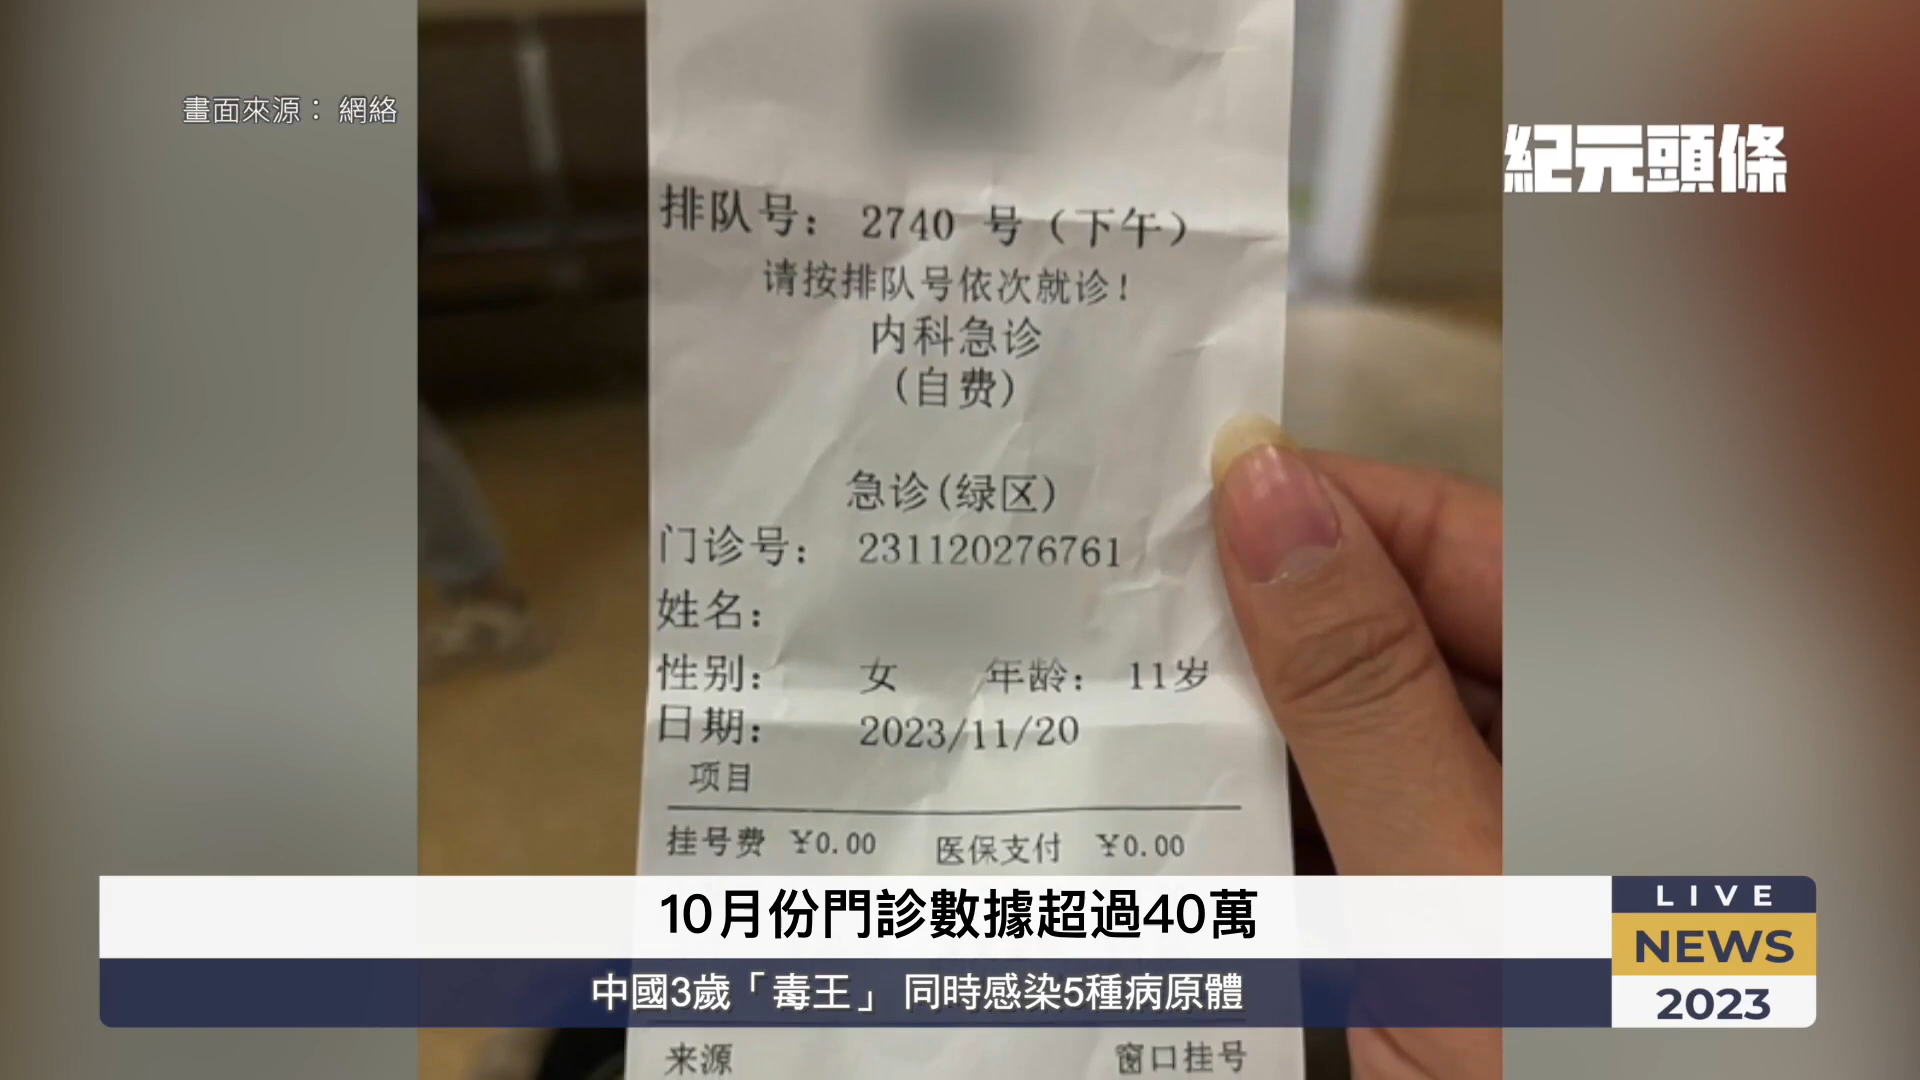 畫面來源： 網絡
紀元頭條
排队号： 2740 号（下午）
请按排队号依次就诊！
内科急诊
（自费）
急诊(绿区)
门诊号： 231120276761
姓名：
性别： 女 年龄： 11岁
日期： 2023/11/20
项目
挂号费 ¥0.00 医保支付 ¥0.00
10月份門診數據超過40萬
LIVE
NEWS
2023
中國3歲「毒王」 同時感染5種病原體
来源 窗口挂号